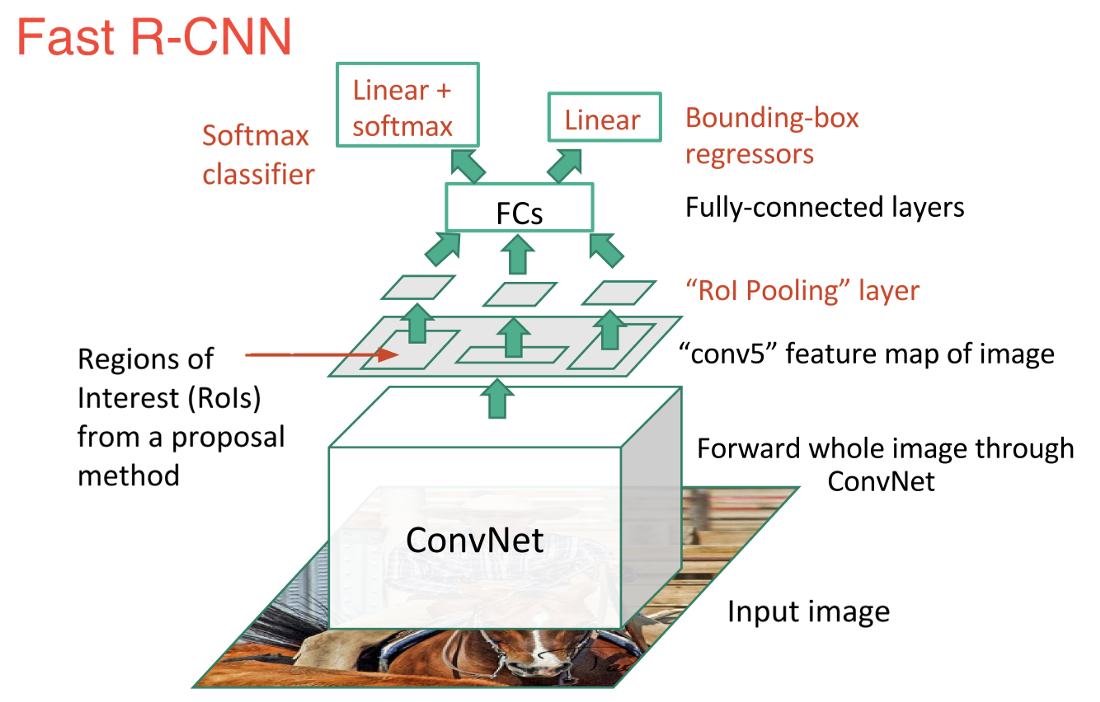 Fast R-CNN
Linear +
softmax
Softmax
classifier
Linear
Bounding-box
regressors
FCs
Fully-connected layers
“RoI Pooling” layer
Regions of
Interest (RoIs)
from a proposal
method
“conv5” feature map of image
Forward whole image through
ConvNet
ConvNet
Input image